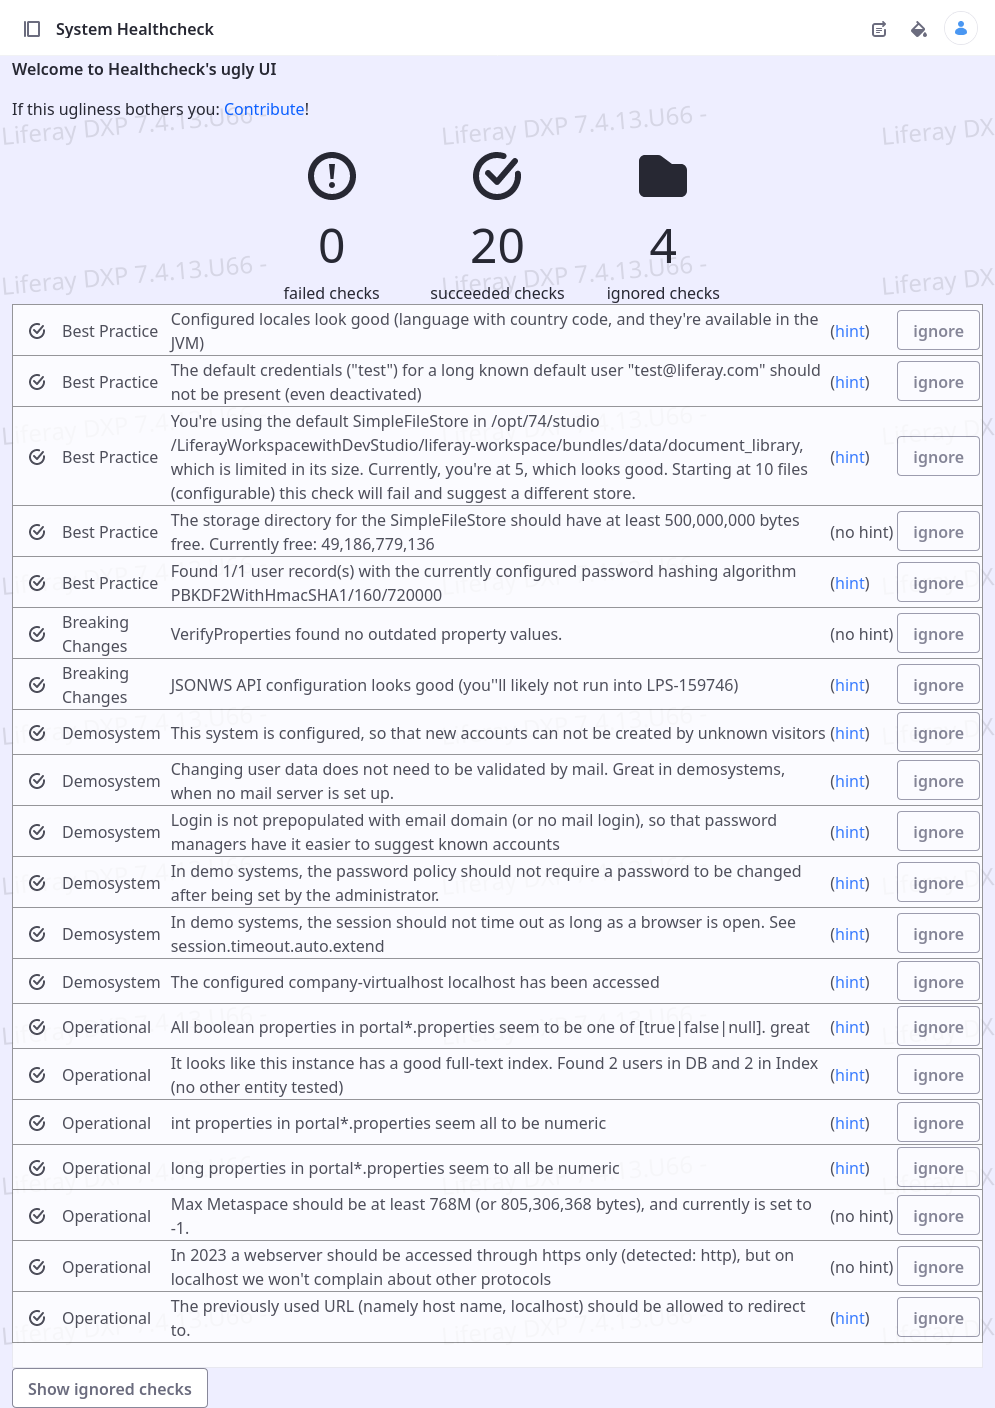 System Healthcheck
Welcome to Healthcheck's ugly UI
If this ugliness bothers you: Contribute!
Liferay DXP 7.4.13.U66 - Liferay DXP 7.4.13.U66 - Liferay DX
0 20 4
Liferay DXP 7.4.13.U66 - Liferay DXP 7.4.13.U66 - Liferay DX
failed checks succeeded checks ignored checks
Best Practice Configured locales look good (language with country code, and they're available in the (hint) ignore
JVM)
Best Practice The default credentials ("test") for a long known default user "test@liferay.com" should (hint) ignore
not be present (even deactivated)
You're using the default SimpleFileStore in /opt/74/studio
/LiferayWorkspacewithDevStudio/liferay-workspace/bundles/data/document_library,
Best Practice which is limited in its size. Currently, you're at 5, which looks good. Starting at 10 files (hint) ignore
(configurable) this check will fail and suggest a different store.
Best Practice The storage directory for the SimpleFileStore should have at least 500,000,000 bytes (no hint) ignore
free. Currently free: 49,186,779,136
Best Practice Found 1/1 user record(s) with the currently configured password hashing algorithm (hint) ignore
PBKDF2WithHmacSHA1/160/720000
Breaking
Changes VerifyProperties found no outdated property values. (no hint) ignore
Breaking
Changes JSONWS API configuration looks good (you''ll likely not run into LPS-159746) (hint) ignore
Demosystem This system is configured, so that new accounts can not be created by unknown visitors (hint) ignore
Demosystem Changing user data does not need to be validated by mail. Great in demosystems, (hint) ignore
when no mail server is set up.
Demosystem Login is not prepopulated with email domain (or no mail login), so that password (hint) ignore
managers have it easier to suggest known accounts
Demosystem In demo systems, the password policy should not require a password to be changed (hint) ignore
after being set by the administrator.
Demosystem In demo systems, the session should not time out as long as a browser is open. See (hint) ignore
session.timeout.auto.extend
Demosystem The configured company-virtualhost localhost has been accessed (hint) ignore
Operational All boolean properties in portal*.properties seem to be one of [true|false|null]. great (hint) ignore
Operational It looks like this instance has a good full-text index. Found 2 users in DB and 2 in Index (hint) ignore
(no other entity tested)
Operational int properties in portal*.properties seem all to be numeric (hint) ignore
Operational long properties in portal*.properties seem to all be numeric (hint) ignore
Operational Max Metaspace should be at least 768M (or 805,306,368 bytes), and currently is set to (no hint) ignore
-1.
Operational In 2023 a webserver should be accessed through https only (detected: http), but on (no hint) ignore
localhost we won't complain about other protocols
Operational The previously used URL (namely host name, localhost) should be allowed to redirect (hint) ignore
to.
Show ignored checks